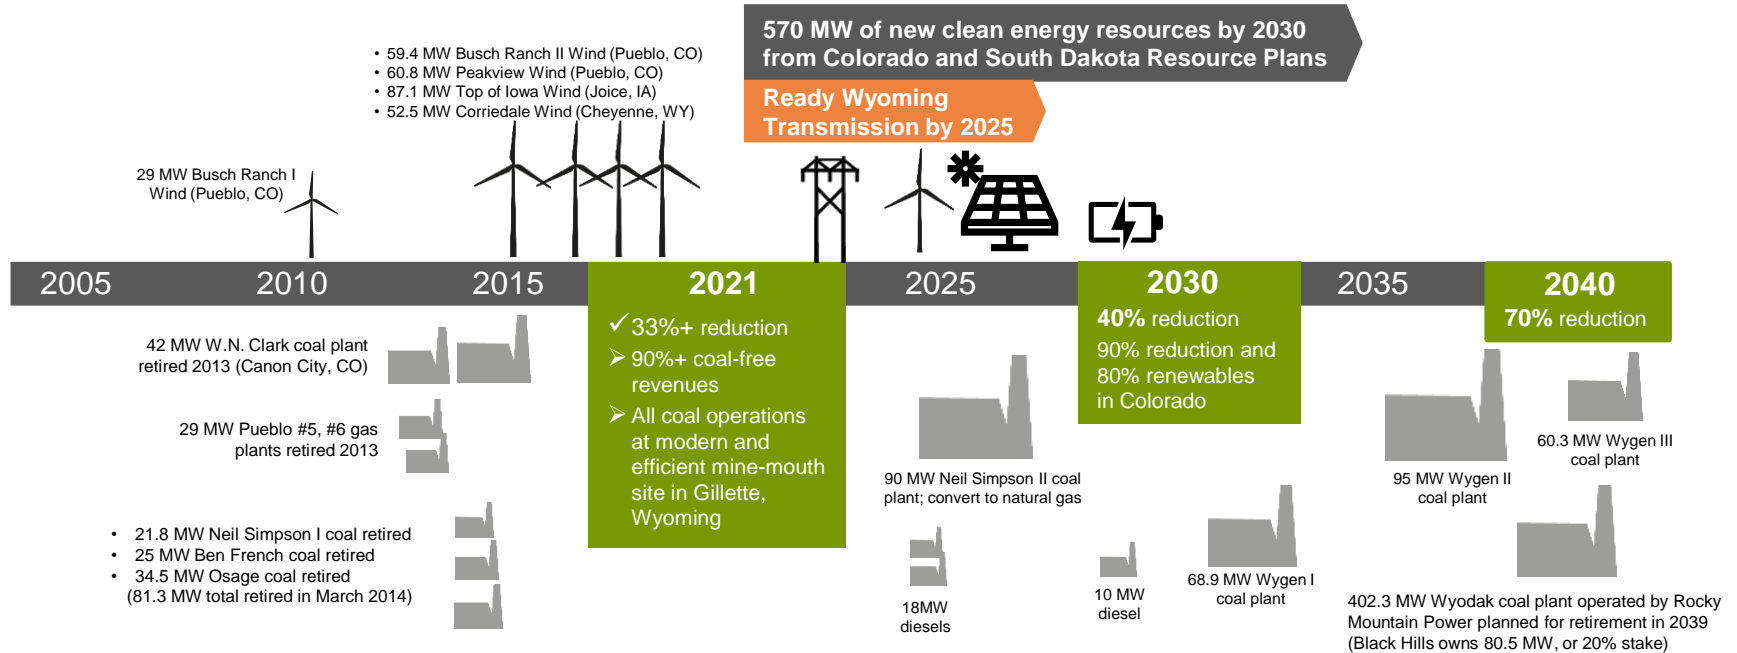 570 MW of new clean energy resources by 2030
from Colorado and South Dakota Resource Plans
Ready Wyoming
Transmission by 2025
• 59.4 MW Busch Ranch II Wind (Pueblo, CO)
• 60.8 MW Peakview Wind (Pueblo, CO)
• 87.1 MW Top of Iowa Wind (Joice, IA)
• 52.5 MW Corriedale Wind (Cheyenne, WY)
29 MW Busch Ranch I
Wind (Pueblo, CO)
2005
2010
2015
2021
2025
2030
2035
2040
✓ 33%+ reduction
➢ 90%+ coal-free
revenues
➢ All coal operations
at modern and
efficient mine-mouth
site in Gillette,
Wyoming
40% reduction
90% reduction and
80% renewables
in Colorado
70% reduction
42 MW W.N. Clark coal plant
retired 2013 (Canon City, CO)
29 MW Pueblo #5, #6 gas
plants retired 2013
• 21.8 MW Neil Simpson I coal retired
• 25 MW Ben French coal retired
• 34.5 MW Osage coal retired
(81.3 MW total retired in March 2014)
90 MW Neil Simpson II coal
plant; convert to natural gas
18MW
diesels
10 MW
diesel
68.9 MW Wygen I
coal plant
95 MW Wygen II
coal plant
60.3 MW Wygen III
coal plant
402.3 MW Wyodak coal plant operated by Rocky
Mountain Power planned for retirement in 2039
(Black Hills owns 80.5 MW, or 20% stake)